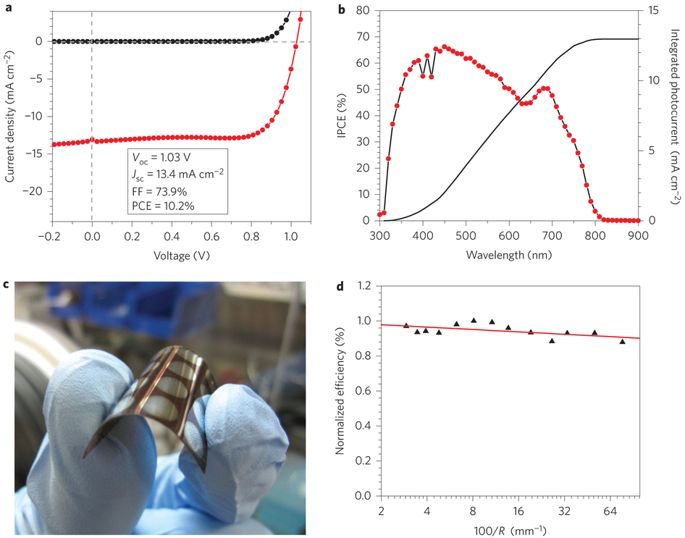 a
0
−5
−10
−15
−20
Current density (mA cm−2)
Voc = 1.03 V
Jsc = 13.4 mA cm−2
FF = 73.9%
PCE = 10.2%
−0.2 0.0 0.2 0.4 0.6 0.8 1.0
Voltage (V)
b
80
70
60
50
40
30
20
10
0
IPCE (%)
15
10
5
0
Integrated photocurrent (mA cm−2)
300 400 500 600 700 800 900
Wavelength (nm)
c
d
1.2
1.0
0.8
0.6
0.4
0.2
0.0
Normalized efficiency (%)
2 4 8 16 32 64
100/R (mm−1)